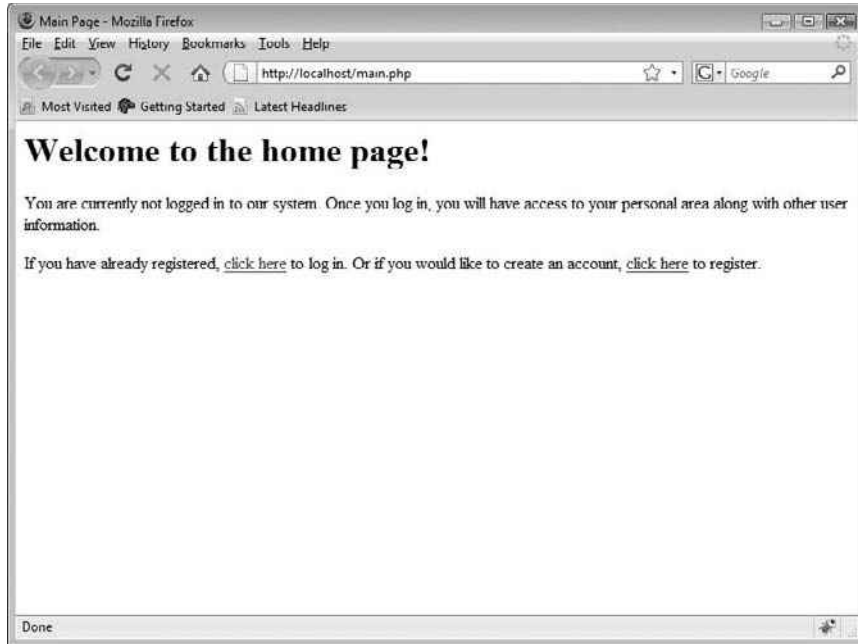 Main Page - Mozilla Firefox
File Edit View History Bookmarks Tools Help
http://localhost/main.php
G Google
Most Visited Getting Started Latest Headlines
Welcome to the home page!
You are currently not logged in to our system. Once you log in, you will have access to your personal area along with other user
information.
If you have already registered, click here to log in. Or if you would like to create an account, click here to register.
Done